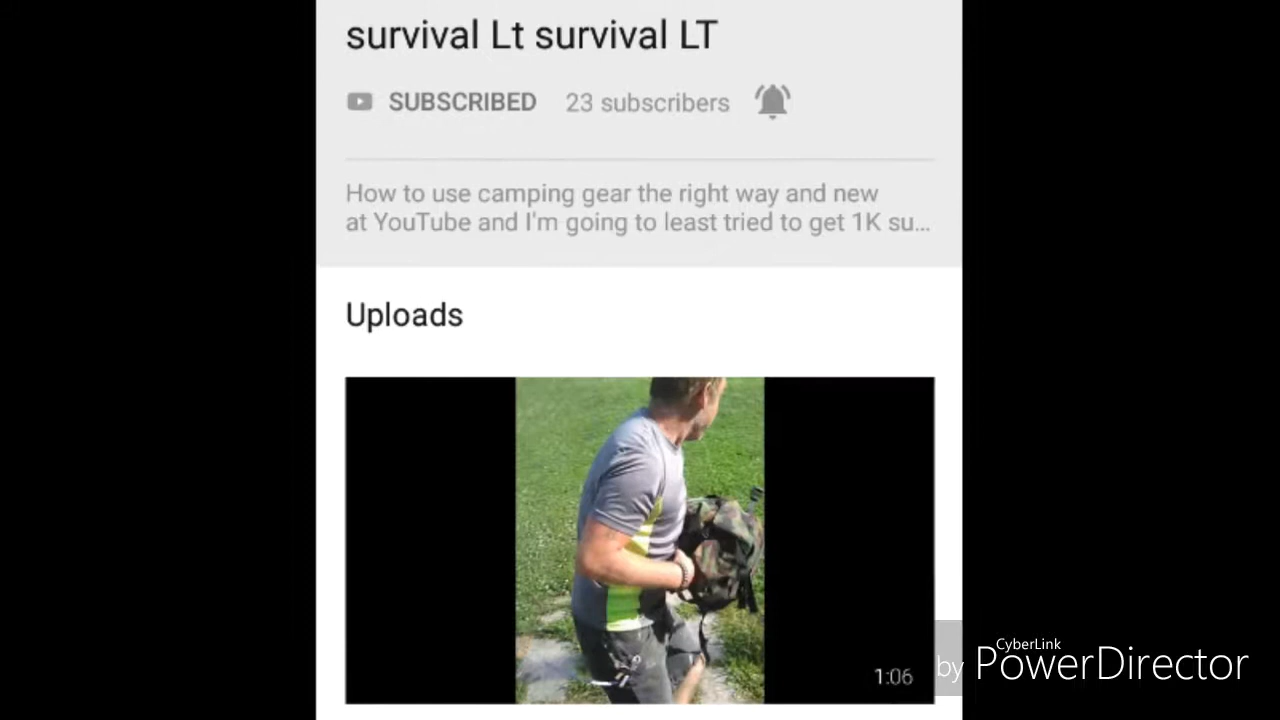 survival Lt survival LT
SUBSCRIBED 23 subscribers
How to use camping gear the right way and new
at YouTube and I'm going to least tried to get 1K su...
Uploads
1:06
CyberLink
by PowerDirector